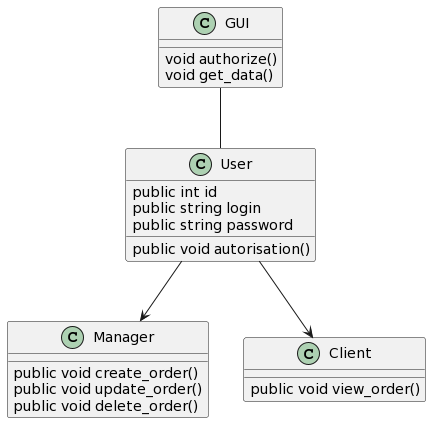 C GUI
void authorize()
void get_data()
C User
public int id
public string login
public string password
public void autorisation()
C Manager
public void create_order()
public void update_order()
public void delete_order()
C Client
public void view_order()